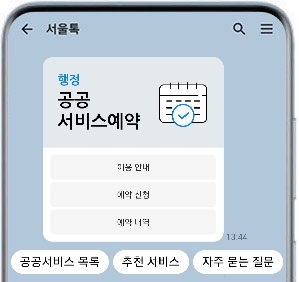 서울톡
행정
공공
서비스예약
이용 안내
예약 신청
예약 내역
13:44
공공서비스 목록
추천 서비스
자주 묻는 질문